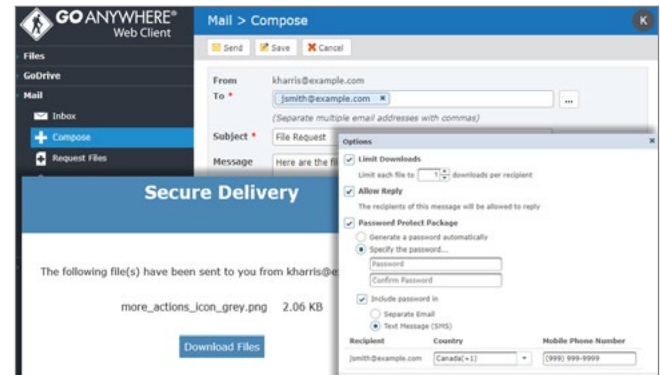 GO ANYWHERE®
Web Client
Mail > Compose
K
Send Save Cancel
Files
GoDrive
Mail
Inbox
Compose
Request Files
From kharris@example.com
To * jsmith@example.com ...
(Separate multiple email addresses with commas)
Subject * File Request
Message Here are the fil
Secure Delivery
The following file(s) have been sent to you from kharris@e
more_actions_icon_grey.png 2.06 KB
Download Files
Options
Limit Downloads
Limit each file to 1 downloads per recipient
Allow Reply
The recipients of this message will be allowed to reply
Password Protect Package
Generate a password automatically
Specify the password...
Password
Confirm Password
Include password in
Separate Email
Text Message (SMS)
Recipient Country Mobile Phone Number
jsmith@example.com Canada(+1) (999) 999-9999